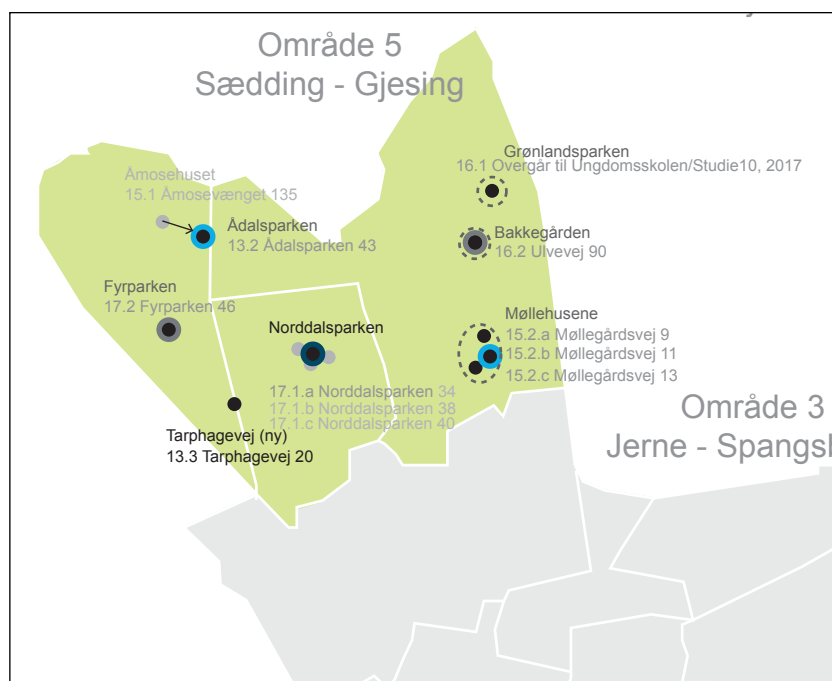 Område 5
Sædding - Gjesing
Grønlandsparken
16.1 Overgår til Ungdomsskolen/Studie10, 2017
Åmosehuset
15.1 Åmosevænget 135
Ådalsparken
13.2 Ådalsparken 43
Bakkegården
16.2 Ulvevej 90
Fyrparken
17.2 Fyrparken 46
Møllehusene
15.2.a Møllegårdsvej 9
15.2.b Møllegårdsvej 11
15.2.c Møllegårdsvej 13
Norddalsparken
17.1.a Norddalsparken 34
17.1.b Norddalsparken 38
17.1.c Norddalsparken 40
Tarphagevej (ny)
13.3 Tarphagevej 20
Område 3
Jerne - Spangsb